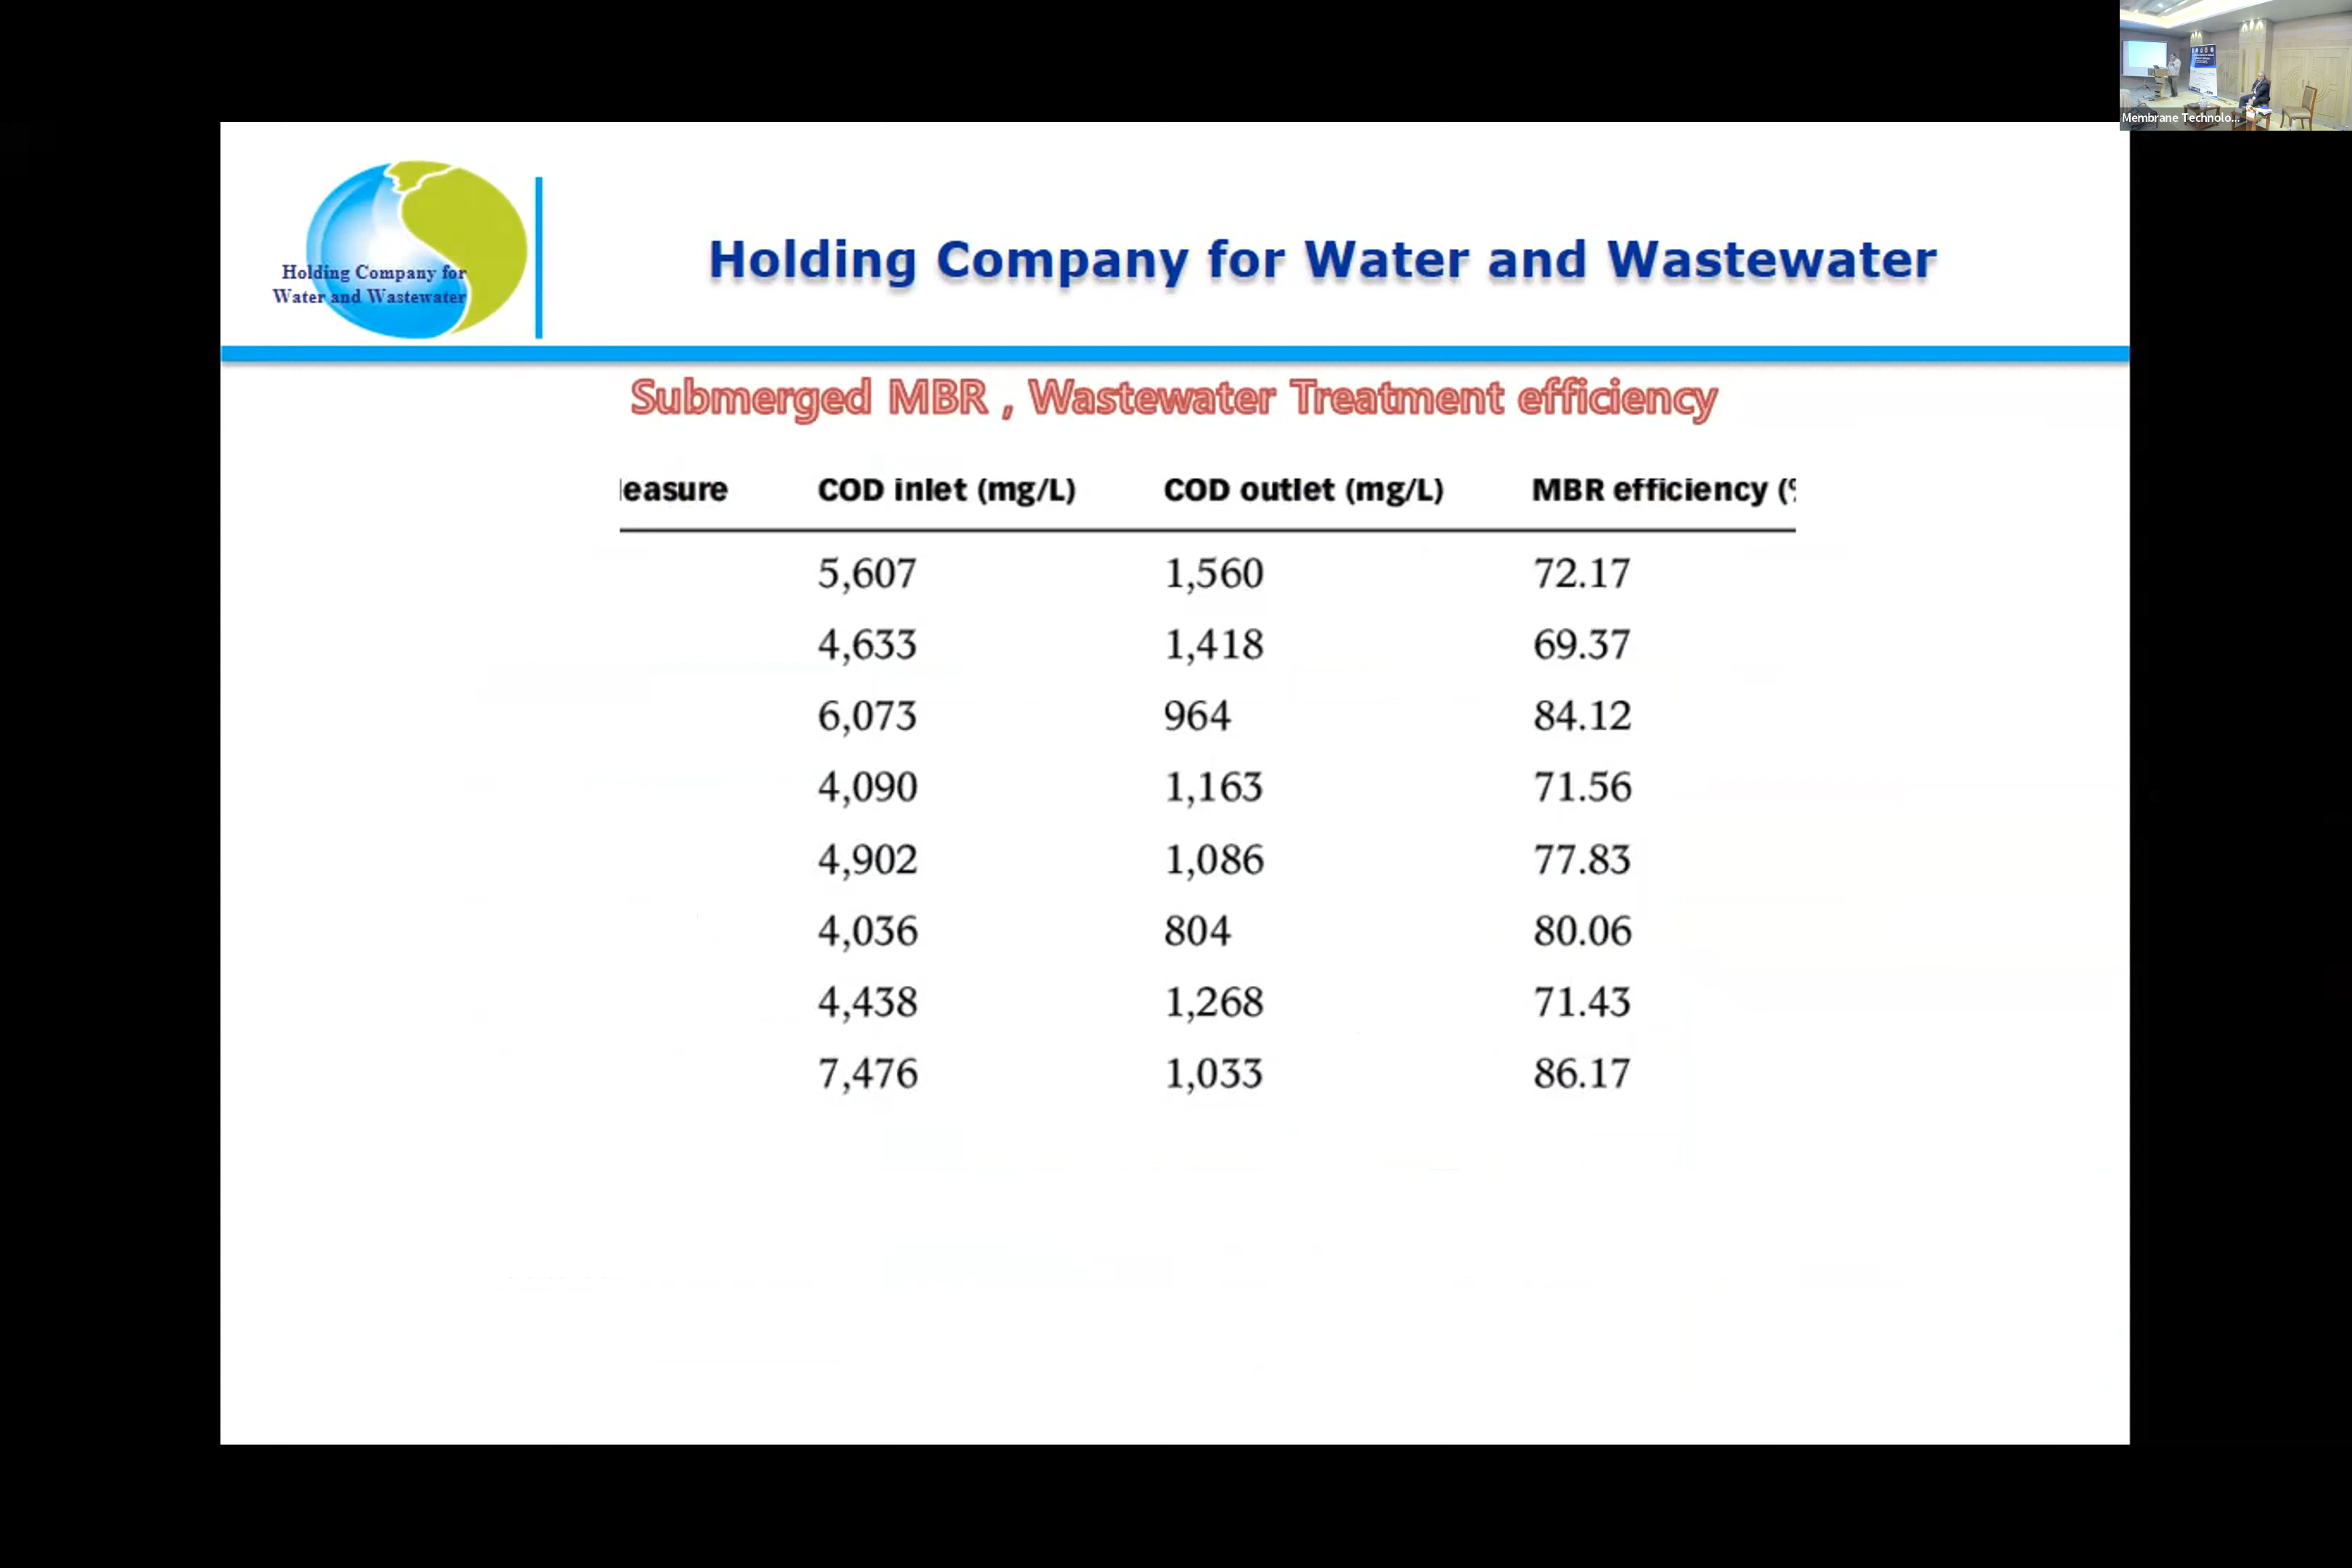 Membrane Technolo...
Holding Company for
Water and Wastewater
Holding Company for Water and Wastewater
Submerged MBR , Wastewater Treatment efficiency
easure COD inlet (mg/L) COD outlet (mg/L) MBR efficiency (
5,607 1,560 72.17
4,633 1,418 69.37
6,073 964 84.12
4,090 1,163 71.56
4,902 1,086 77.83
4,036 804 80.06
4,438 1,268 71.43
7,476 1,033 86.17